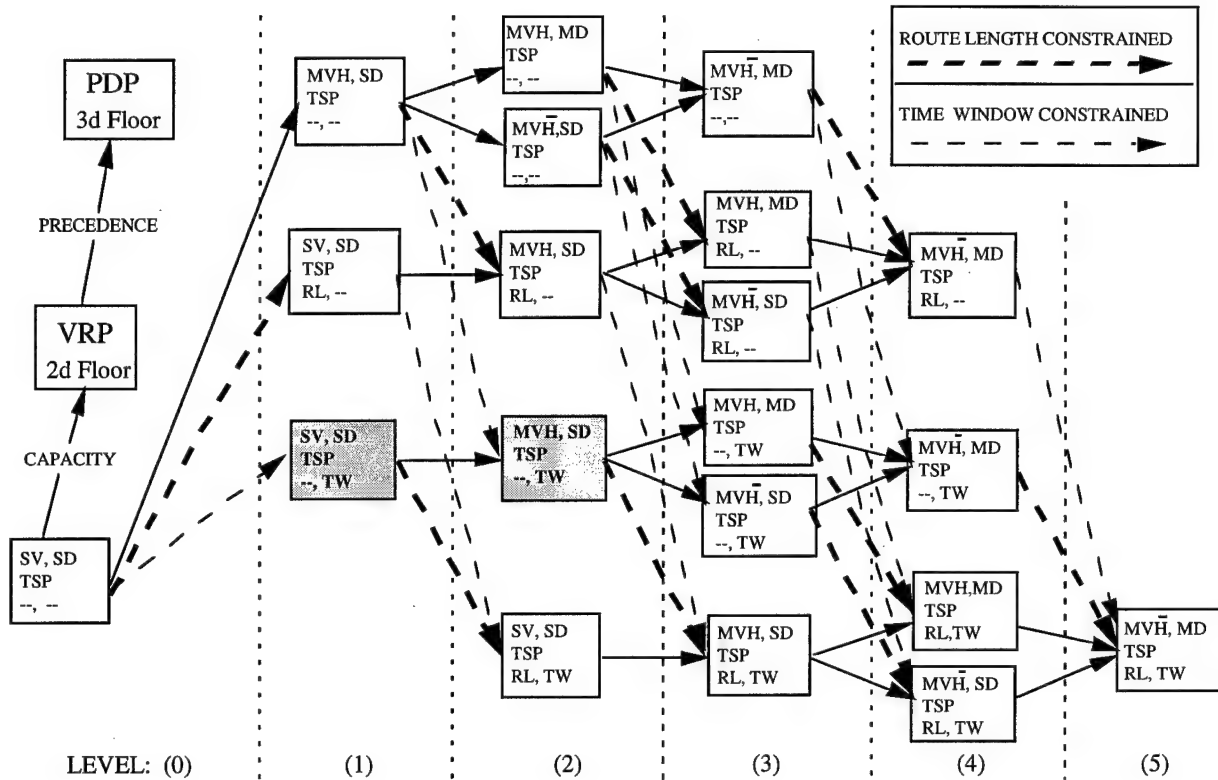 PDP
3d Floor
PRECEDENCE
VRP
2d Floor
CAPACITY
SV, SD
TSP
--, --
MVH, SD
TSP
--, --
SV, SD
TSP
RL, --
SV, SD
TSP
--, TW
MVH, MD
TSP
--, --
MVH̄,SD
TSP
--,--
MVH, SD
TSP
RL, --
MVH, SD
TSP
--, TW
SV, SD
TSP
RL, TW
MVH̄, MD
TSP
--,--
MVH, MD
TSP
RL, --
MVH̄, SD
TSP
RL, --
MVH, MD
TSP
--, TW
MVH̄, SD
TSP
--, TW
MVH, SD
TSP
RL, TW
ROUTE LENGTH CONSTRAINED
TIME WINDOW CONSTRAINED
MVH̄, MD
TSP
RL, --
MVH̄, MD
TSP
--, TW
MVH,MD
TSP
RL,TW
MVH̄, SD
TSP
RL, TW
MVH̄, MD
TSP
RL, TW
LEVEL: (0) (1) (2) (3) (4) (5)